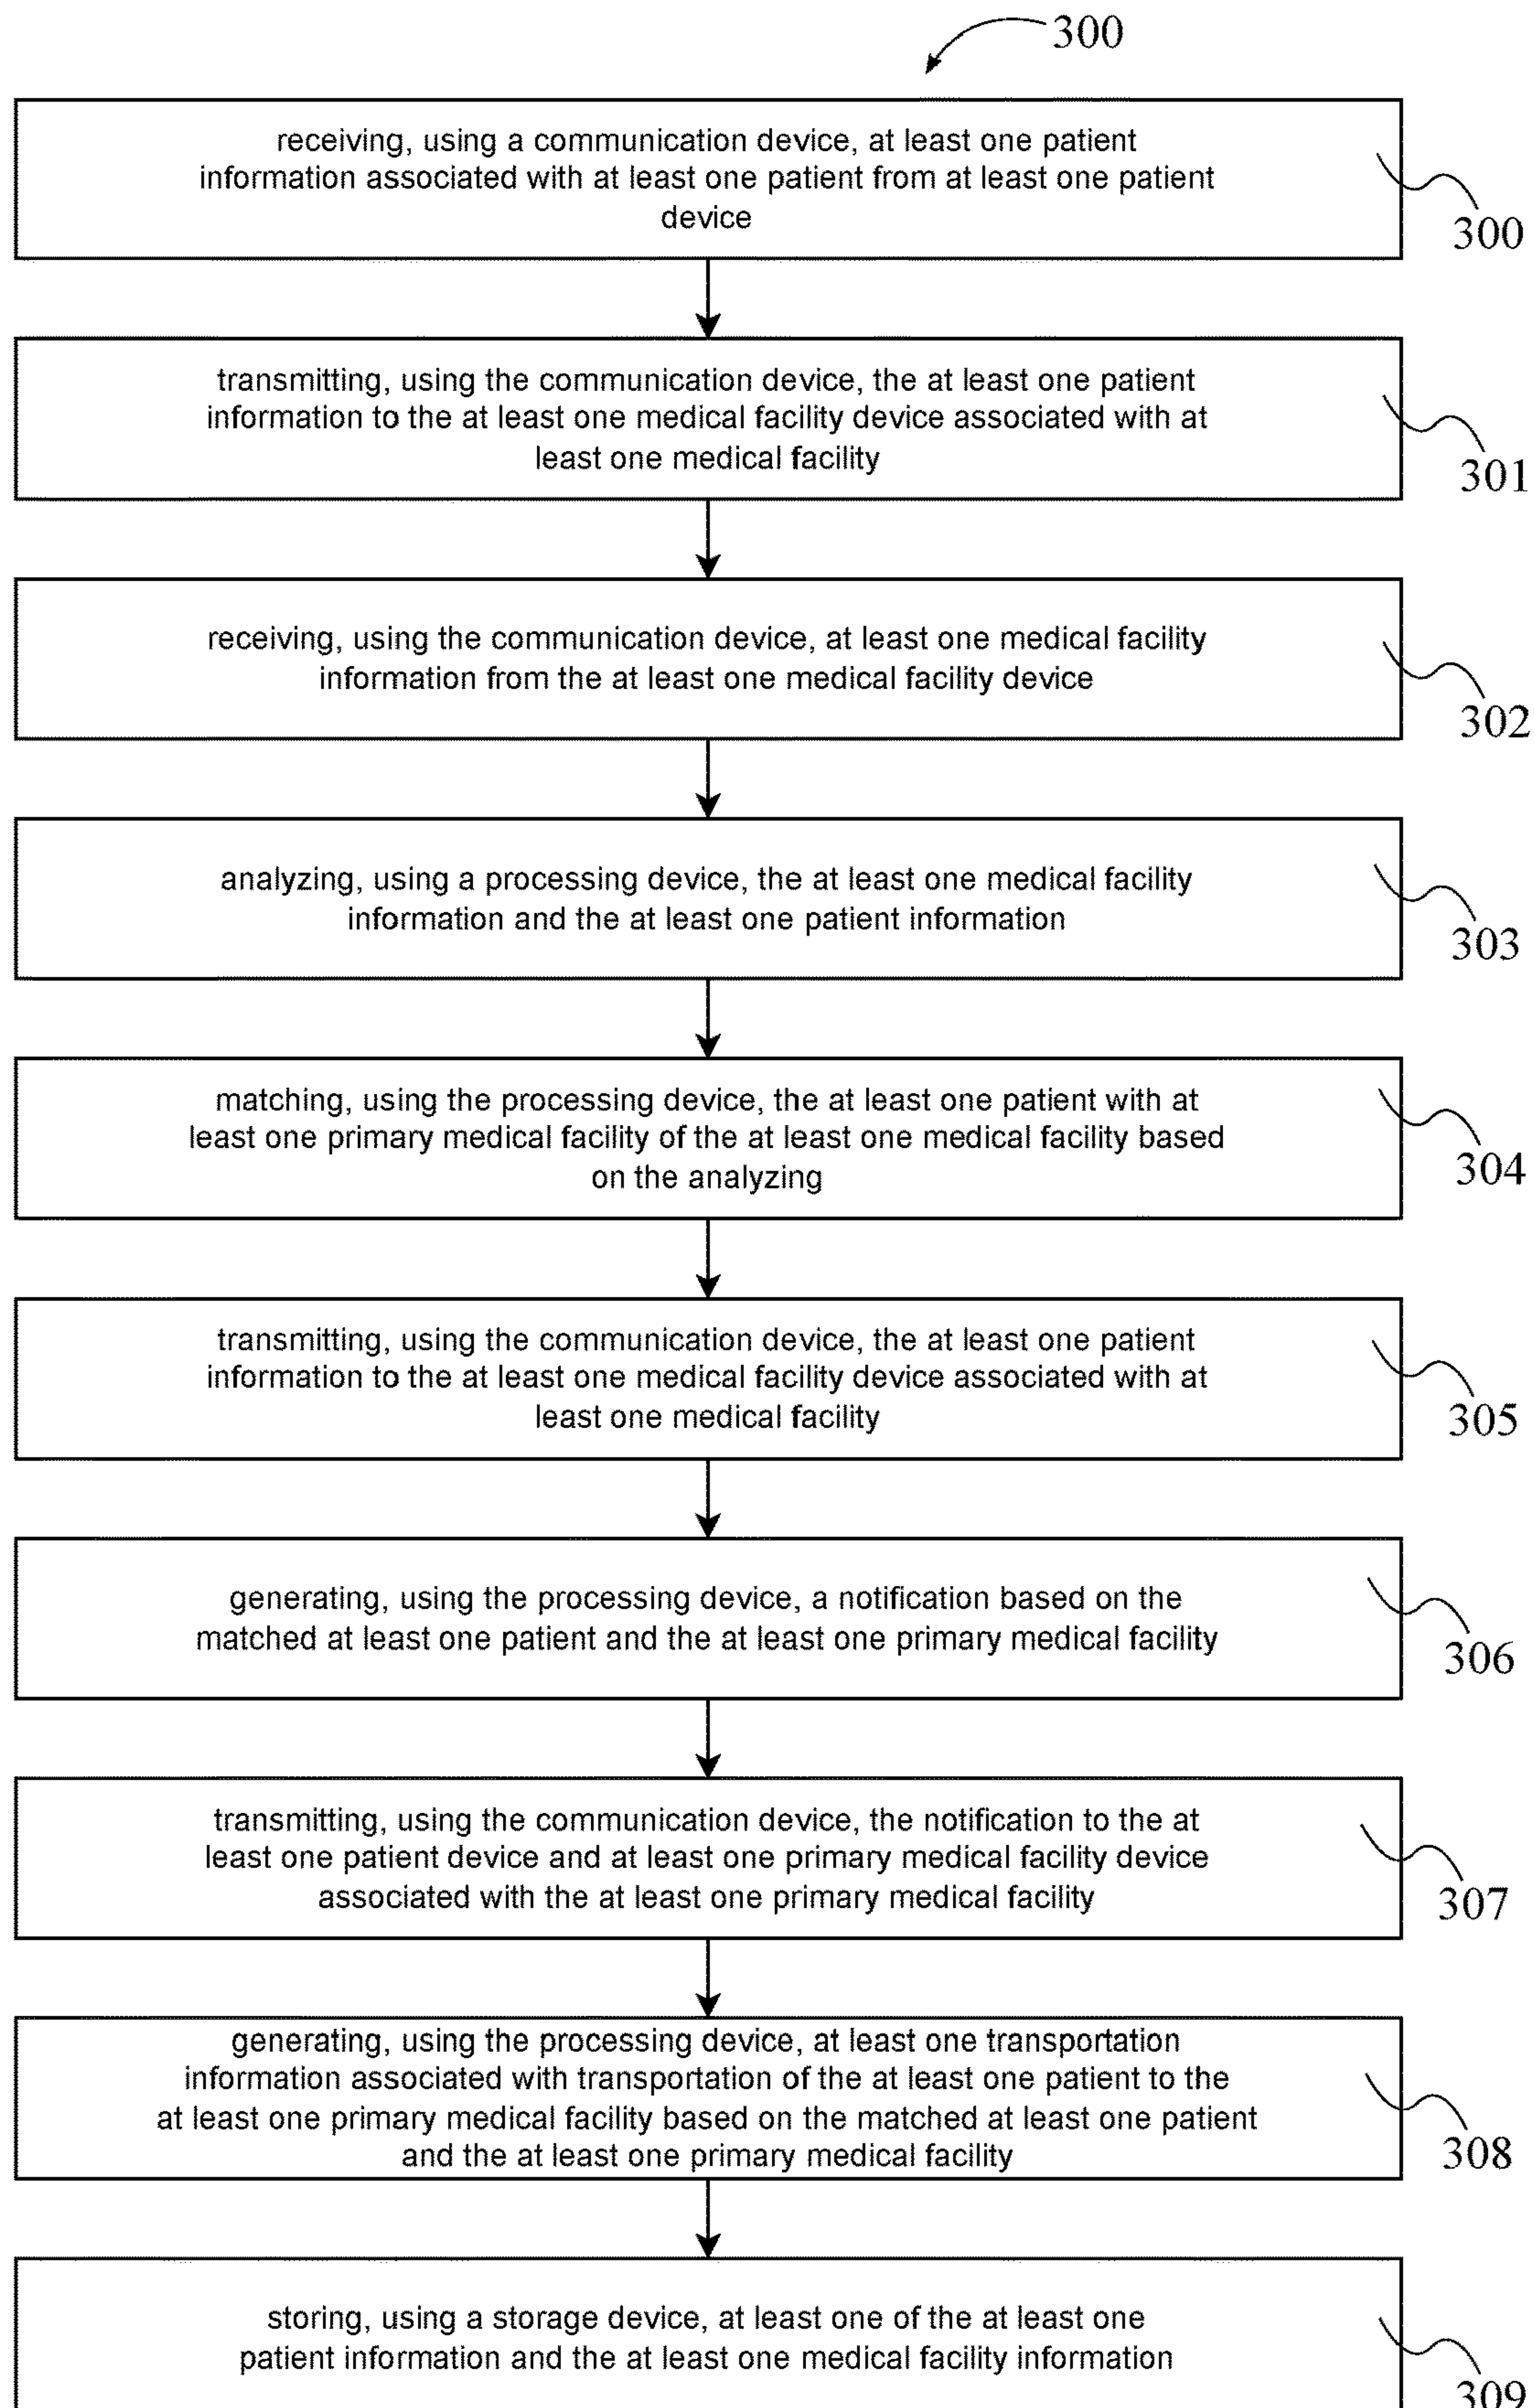 300
receiving, using a communication device, at least one patient
information associated with at least one patient from at least one patient
device
300
transmitting, using the communication device, the at least one patient
information to the at least one medical facility device associated with at
least one medical facility
301
receiving, using the communication device, at least one medical facility
information from the at least one medical facility device
302
analyzing, using a processing device, the at least one medical facility
information and the at least one patient information
303
matching, using the processing device, the at least one patient with at
least one primary medical facility of the at least one medical facility based
on the analyzing
304
transmitting, using the communication device, the at least one patient
information to the at least one medical facility device associated with at
least one medical facility
305
generating, using the processing device, a notification based on the
matched at least one patient and the at least one primary medical facility
306
transmitting, using the communication device, the notification to the at
least one patient device and at least one primary medical facility device
associated with the at least one primary medical facility
307
generating, using the processing device, at least one transportation
information associated with transportation of the at least one patient to the
at least one primary medical facility based on the matched at least one patient
and the at least one primary medical facility
308
storing, using a storage device, at least one of the at least one
patient information and the at least one medical facility information
309